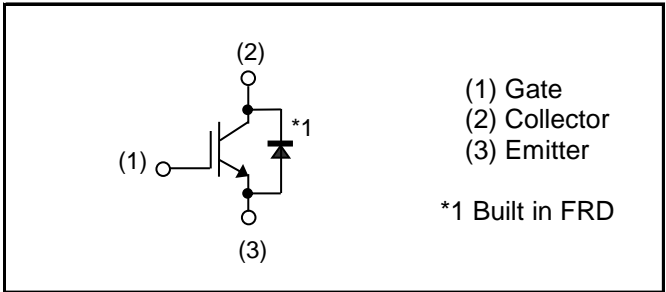 (2)
*1
(1)
(3)
(1) Gate
(2) Collector
(3) Emitter
*1 Built in FRD